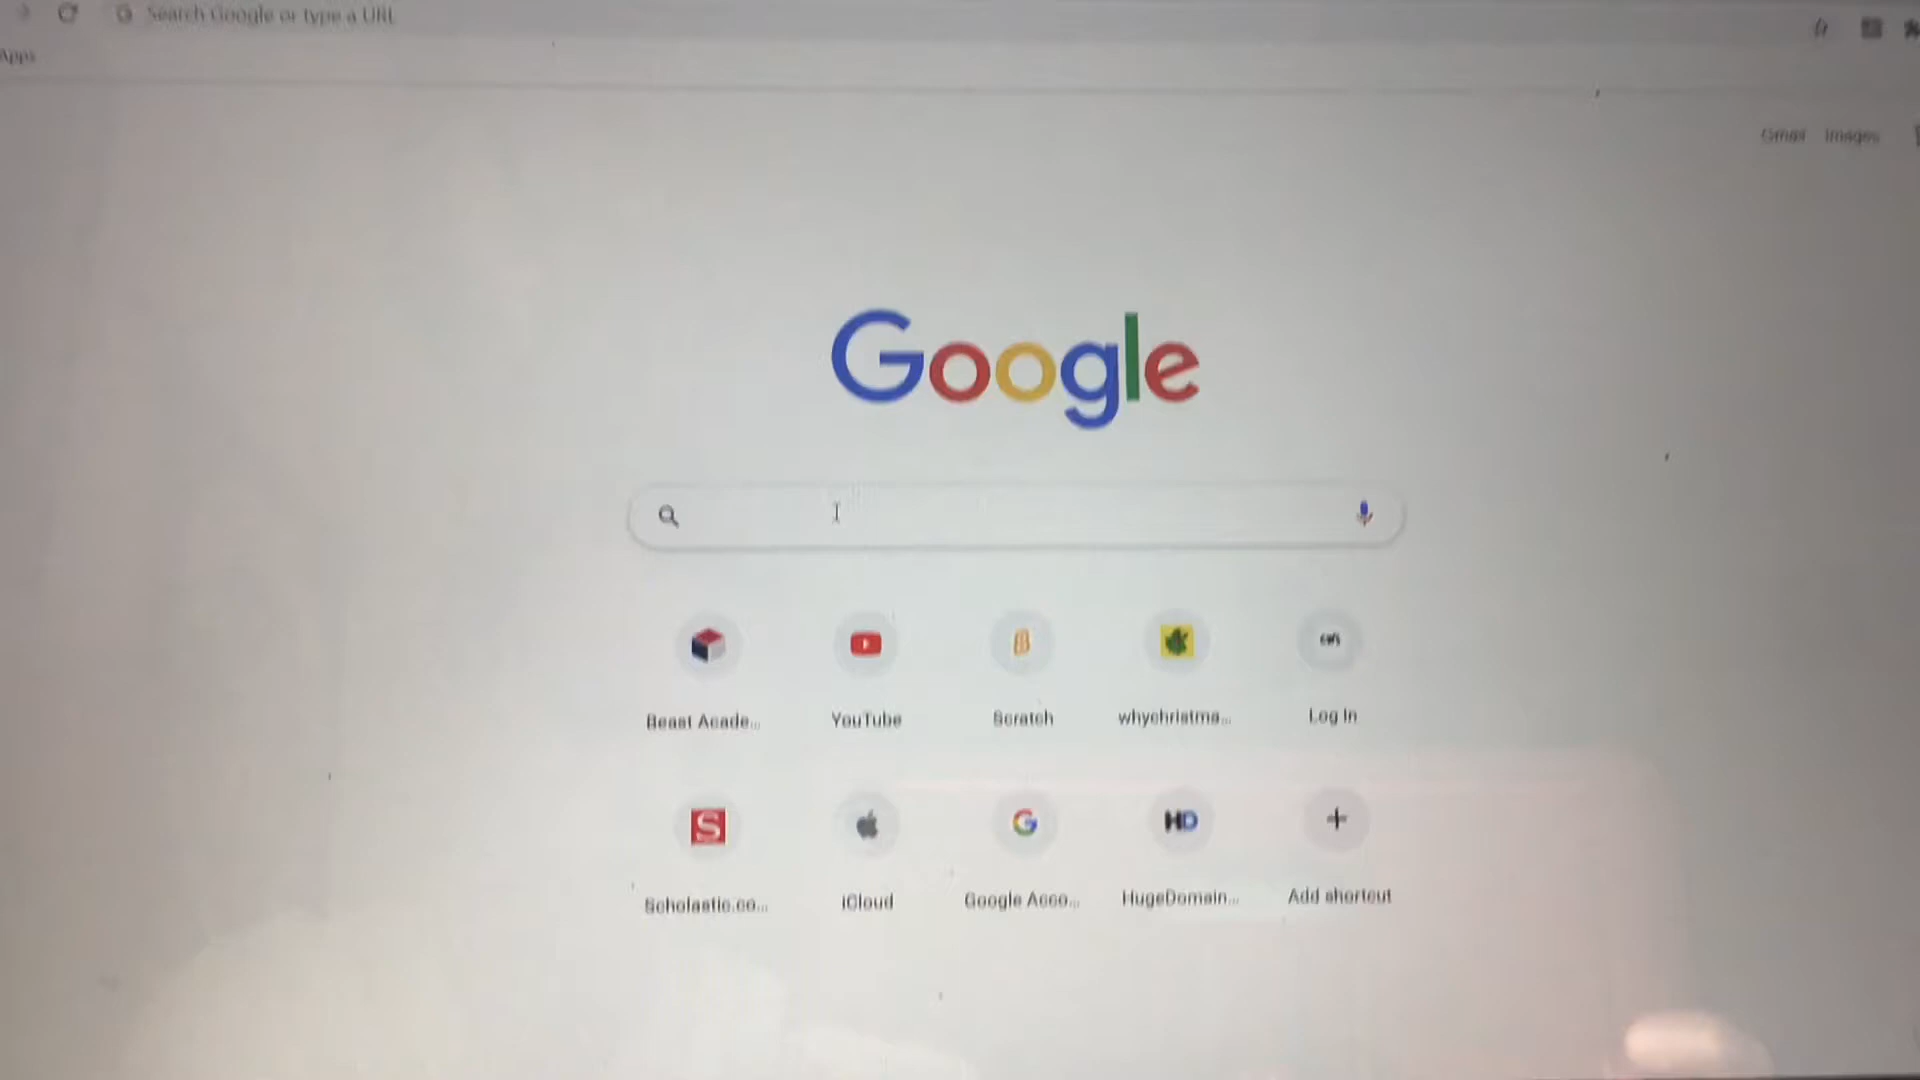 Search Google or type a URL
Apps
Gmail Images
Google
Beast Acade... YouTube Scratch whychristma... Log In
S HD
Scholastic.co... iCloud Google Acco... HugeDomain... Add shortcut